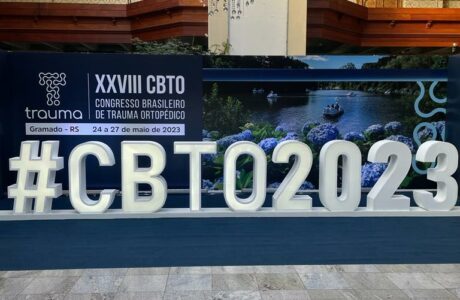 trauma
XXVIII CBTO
CONGRESSO BRASILEIRO
DE TRAUMA ORTOPÉDICO
Gramado - RS
24 a 27 de maio de 2023
#CBTO2023